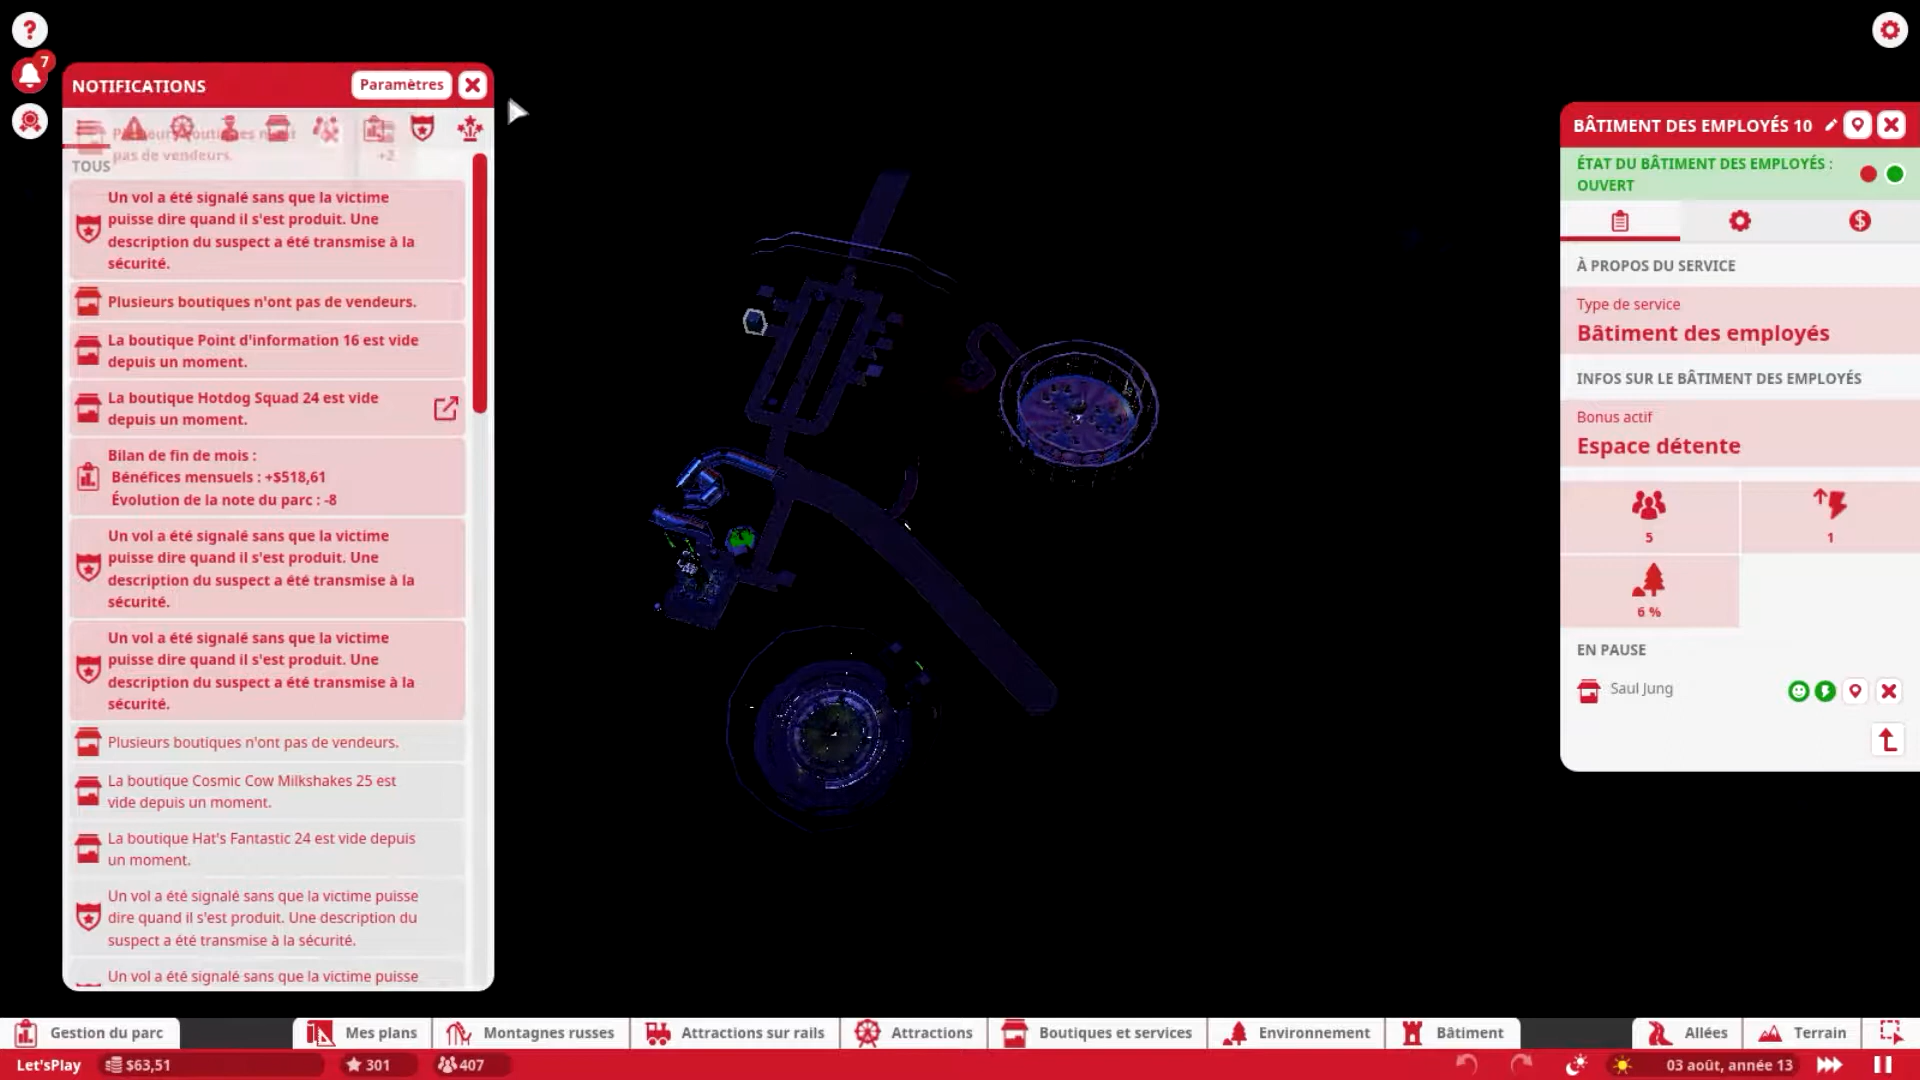 7
NOTIFICATIONS
Paramètres
Plusieurs boutiques n'ont
pas de vendeurs.
+2
TOUS
Un vol a été signalé sans que la victime
puisse dire quand il s'est produit. Une
description du suspect a été transmise à la
sécurité.
Plusieurs boutiques n'ont pas de vendeurs.
La boutique Point d'information 16 est vide
depuis un moment.
La boutique Hotdog Squad 24 est vide
depuis un moment.
Bilan de fin de mois :
Bénéfices mensuels : +$518,61
Évolution de la note du parc : -8
Un vol a été signalé sans que la victime
puisse dire quand il s'est produit. Une
description du suspect a été transmise à la
sécurité.
Un vol a été signalé sans que la victime
puisse dire quand il s'est produit. Une
description du suspect a été transmise à la
sécurité.
Plusieurs boutiques n'ont pas de vendeurs.
La boutique Cosmic Cow Milkshakes 25 est
vide depuis un moment.
La boutique Hat's Fantastic 24 est vide depuis
un moment.
Un vol a été signalé sans que la victime puisse
dire quand il s'est produit. Une description du
suspect a été transmise à la sécurité.
Un vol a été signalé sans que la victime puisse
BÂTIMENT DES EMPLOYÉS 10
ÉTAT DU BÂTIMENT DES EMPLOYÉS :
OUVERT
À PROPOS DU SERVICE
Type de service
Bâtiment des employés
INFOS SUR LE BÂTIMENT DES EMPLOYÉS
Bonus actif
Espace détente
5
1
6 %
EN PAUSE
Saul Jung
Gestion du parc
Mes plans
Montagnes russes
Attractions sur rails
Attractions
Boutiques et services
Environnement
Bâtiment
Allées
Terrain
Let'sPlay
$63,51
301
407
03 août, année 13